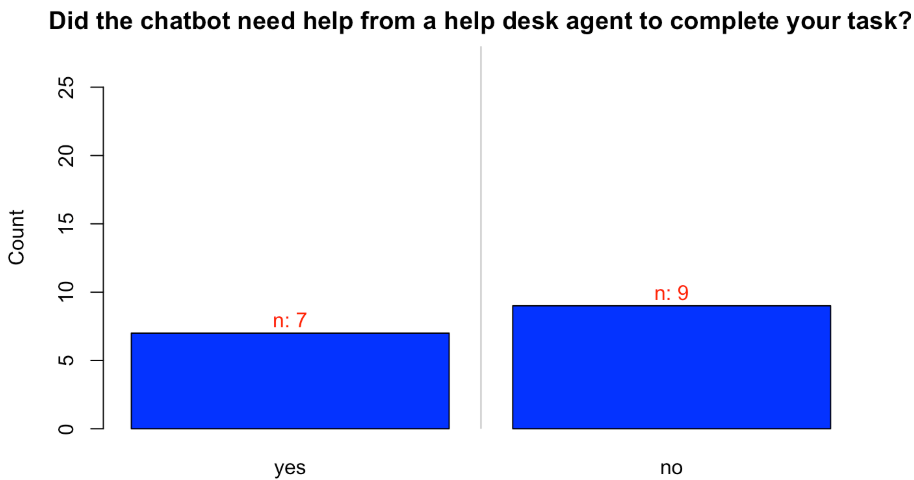 Did the chatbot need help from a help desk agent to complete your task?
Count
25
20
15
10
5
0
n: 7
n: 9
yes
no